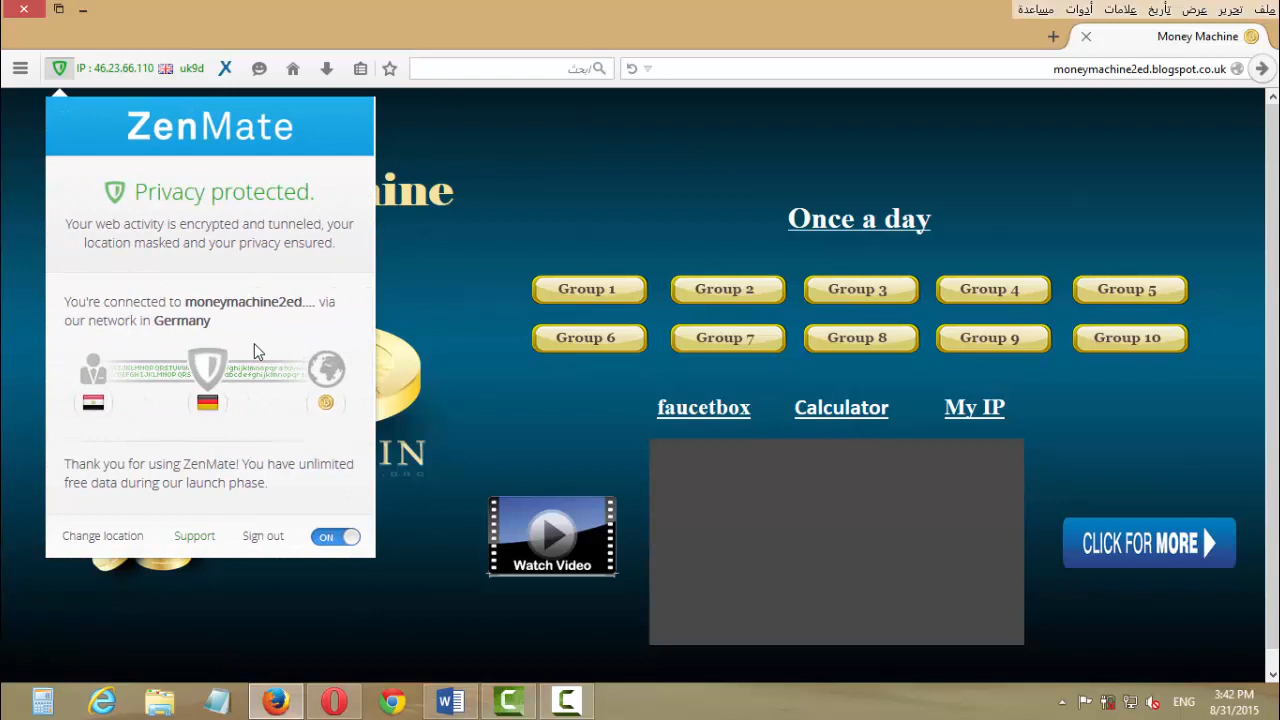 ملف تحرير عرض تأريخ علامات أدوات مساعدة
Money Machine
IP : 46.23.66.110 uk9d
ابحث
moneymachine2ed.blogspot.co.uk
ZenMate
Privacy protected.
Your web activity is encrypted and tunneled, your
location masked and your privacy ensured.
You're connected to moneymachine2ed.... via
our network in Germany
Thank you for using ZenMate! You have unlimited
free data during our launch phase.
Change location Support Sign out ON
hine
IN
Once a day
Group 1 Group 2 Group 3 Group 4 Group 5
Group 6 Group 7 Group 8 Group 9 Group 10
faucetbox Calculator My IP
Watch Video
CLICK FOR MORE
ENG
3:42 PM
8/31/2015